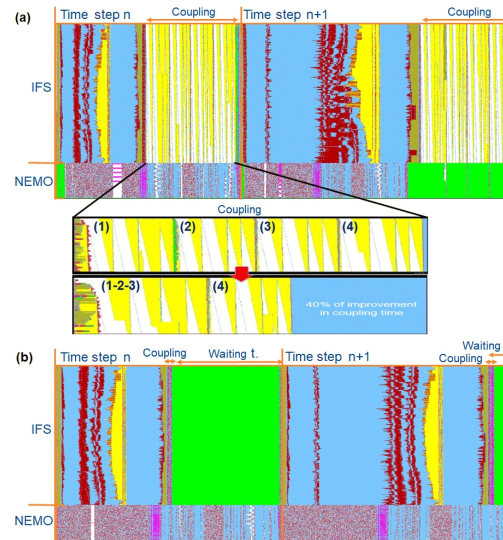 (a)
Time step n
Coupling
Time step n+1
Coupling
IFS
NEMO
Coupling
(1)
(2)
(3)
(4)
(1-2-3)
(4)
40% of improvement
in coupling time
(b)
Time step n
Coupling
Waiting t.
Time step n+1
Waiting
Coupling
IFS
NEMO